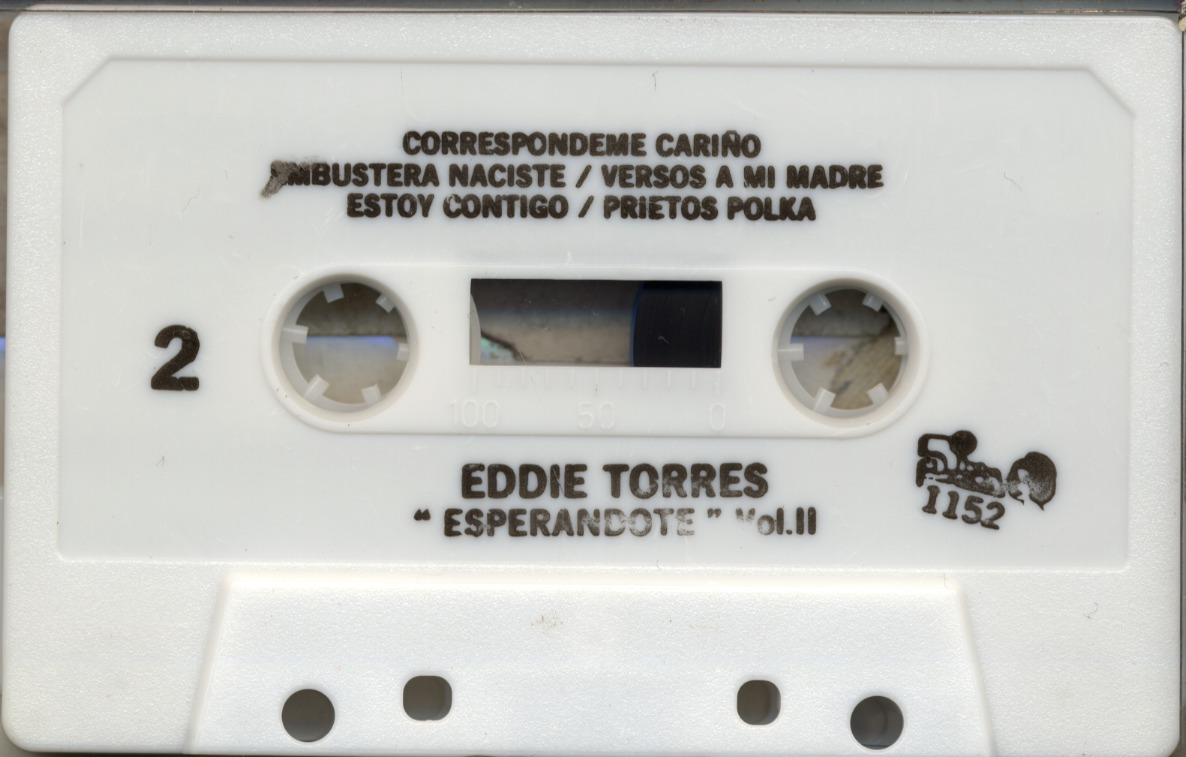 CORRESPONDEME CARIÑO
EMBUSTERA NACISTE / VERSOS A MI MADRE
ESTOY CONTIGO / PRIETOS POLKA
2
100 50 0
EDDIE TORRES
“ ESPERANDOTE ” Vol.II
1152